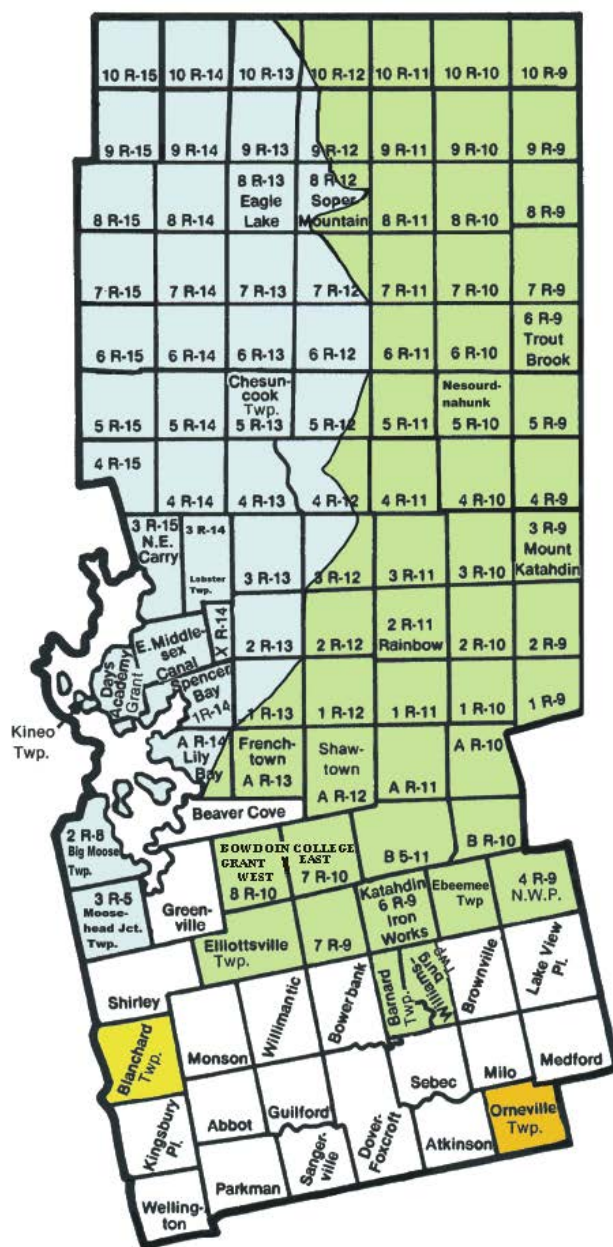 10 R-15 10 R-14 10 R-13 10 R-12 10 R-11 10 R-10 10 R-9
9 R-15 9 R-14 9 R-13 9 R-12 9 R-11 9 R-10 9 R-9
8 R-13
Eagle
Lake
8 R-12
Soper
Mountain
8 R-15 8 R-14 8 R-11 8 R-10 8 R-9
7 R-15 7 R-14 7 R-13 7 R-12 7 R-11 7 R-10 7 R-9
6 R-9
Trout
Brook
6 R-15 6 R-14 6 R-13 6 R-12 6 R-11 6 R-10
Chesun-
cook
Twp.
5 R-13
Nesourd-
nahunk
5 R-10
5 R-15 5 R-14 5 R-12 5 R-11 5 R-9
4 R-15
4 R-14 4 R-13 4 R-12 4 R-11 4 R-10 4 R-9
3 R-15
N.E.
Carry
3 R-14
Lobster
Twp.
3 R-9
Mount
Katahdin
3 R-13 3 R-12 3 R-11 3 R-10
E. Middle-
sex
Canal
X R-14
2 R-13 2 R-12
2 R-11
Rainbow
2 R-10 2 R-9
Days
Academy
Grant
Spencer
Bay
1R-14
1 R-13 1 R-12 1 R-11 1 R-10 1 R-9
Kineo
Twp.
A R-14
Lily
Bay
French-
town
A R-13
Shaw-
town
A R-12
A R-11
A R-10
Beaver Cove
2 R-8
Big Moose
Twp.
BOWDOIN COLLEGE
GRANT EAST
WEST
8 R-10
7 R-10
B 5-11
B R-10
3 R-5
Moose-
head Jct.
Twp.
Green-
ville
Elliottsville
Twp.
7 R-9
Katahdin
6 R-9
Iron
Works
Ebeemee
Twp
4 R-9
N.W.P.
Shirley
Willimantic
Bowerbank
Barnard
Twp.
Williams-
burg
Twp
Brownville
Lake View
Pl.
Blanchard
Twp.
Monson
Sebec
Milo
Medford
Kingsbury
Pl.
Abbot
Guilford
Sanger-
ville
Dover-
Foxcroft
Atkinson
Orneville
Twp.
Welling-
ton
Parkman